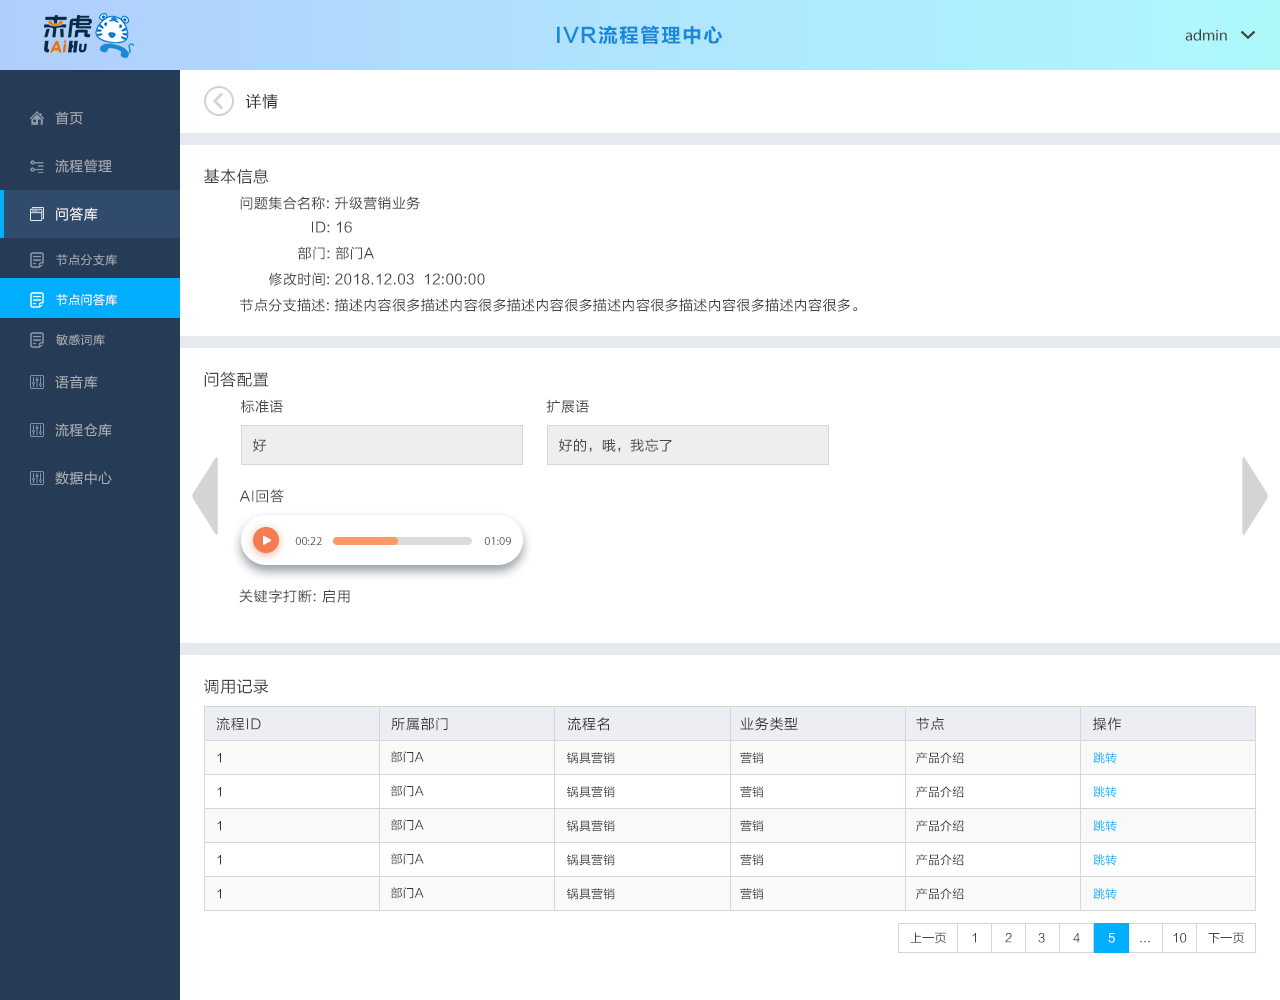 来虎
LAiHu
IVR流程管理中心
admin
首页
流程管理
问答库
节点分支库
节点问答库
敏感词库
语音库
流程仓库
数据中心
详情
基本信息
问题集合名称: 升级营销业务
ID: 16
部门: 部门A
修改时间: 2018.12.03 12:00:00
节点分支描述: 描述内容很多描述内容很多描述内容很多描述内容很多描述内容很多描述内容很多。
问答配置
标准语 扩展语
好 好的，哦，我忘了
AI回答
00:22 01:09
关键字打断: 启用
调用记录
流程ID 所属部门 流程名 业务类型 节点 操作
1 部门A 锅具营销 营销 产品介绍 跳转
1 部门A 锅具营销 营销 产品介绍 跳转
1 部门A 锅具营销 营销 产品介绍 跳转
1 部门A 锅具营销 营销 产品介绍 跳转
1 部门A 锅具营销 营销 产品介绍 跳转
上一页 1 2 3 4 5 ... 10 下一页